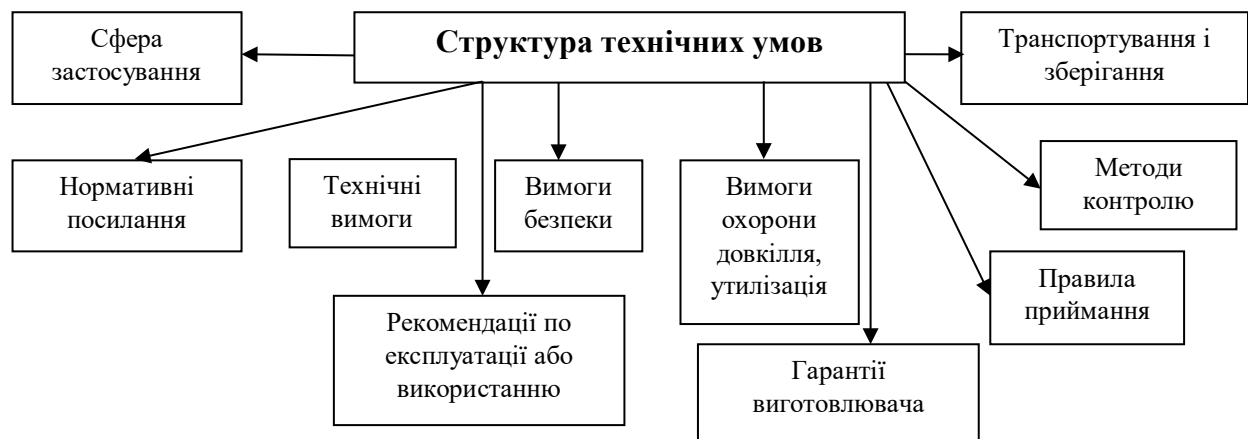 Структура технічних умов
Сфера
застосування
Транспортування і
зберігання
Нормативні
посилання
Технічні
вимоги
Вимоги
безпеки
Вимоги
охорони
довкілля,
утилізація
Методи
контролю
Правила
приймання
Рекомендації по
експлуатації або
використанню
Гарантії
виготовлювача